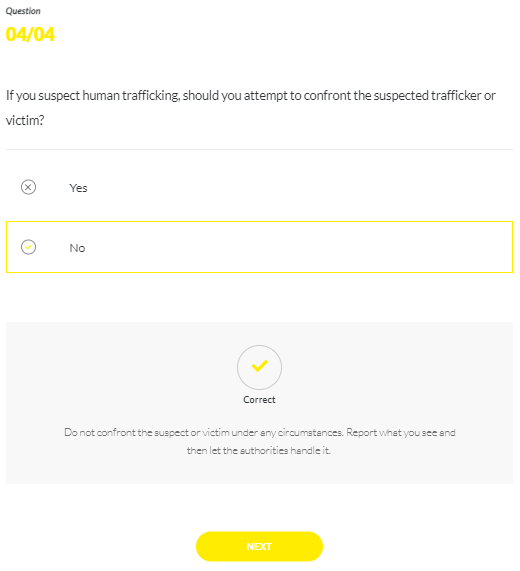 Question
04/04
If you suspect human trafficking, should you attempt to confront the suspected trafficker or
victim?
Yes
No
Correct
Do not confront the suspect or victim under any circumstances. Report what you see and
then let the authorities handle it.
NEXT